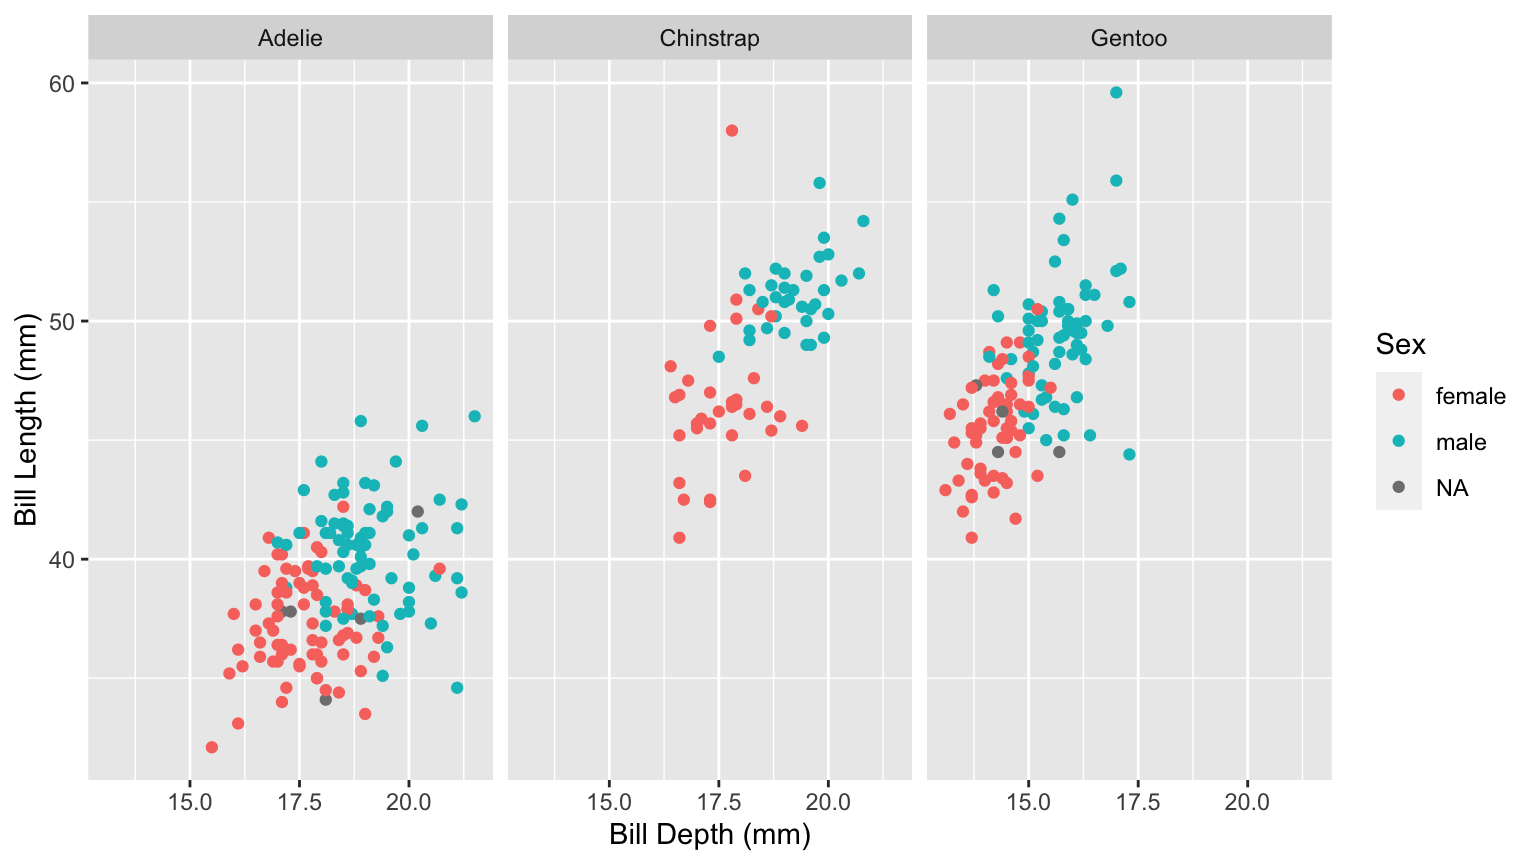 Adelie
Chinstrap
Gentoo
60
50
40
Bill Length (mm)
15.0 17.5 20.0
15.0 17.5 20.0
15.0 17.5 20.0
Bill Depth (mm)
Sex
female
male
NA